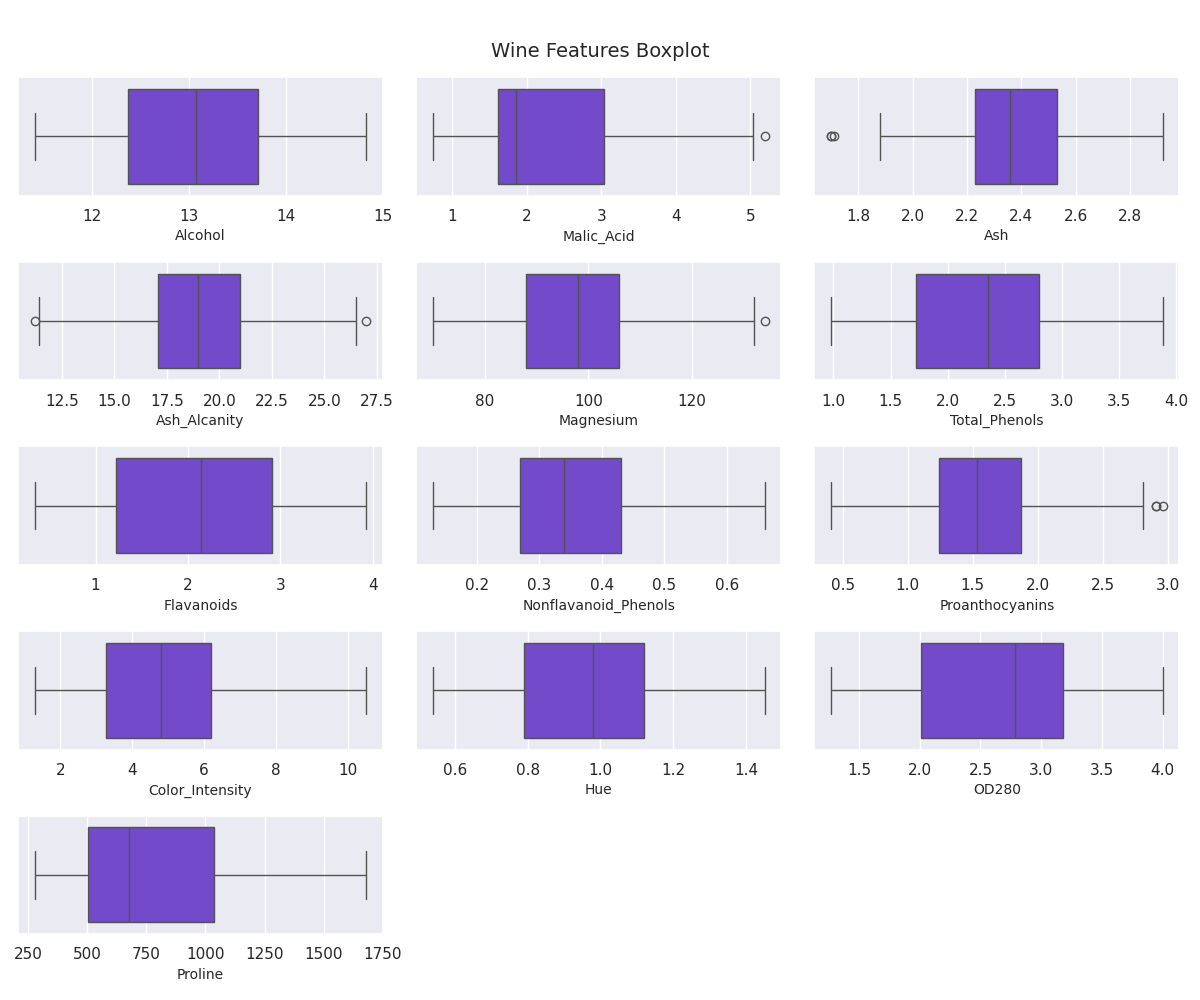 Wine Features Boxplot
12 13 14 15
Alcohol
1 2 3 4 5
Malic_Acid
1.8 2.0 2.2 2.4 2.6 2.8
Ash
12.5 15.0 17.5 20.0 22.5 25.0 27.5
Ash_Alcanity
80 100 120
Magnesium
1.0 1.5 2.0 2.5 3.0 3.5 4.0
Total_Phenols
1 2 3 4
Flavanoids
0.2 0.3 0.4 0.5 0.6
Nonflavanoid_Phenols
0.5 1.0 1.5 2.0 2.5 3.0
Proanthocyanins
2 4 6 8 10
Color_Intensity
0.6 0.8 1.0 1.2 1.4
Hue
1.5 2.0 2.5 3.0 3.5 4.0
OD280
250 500 750 1000 1250 1500 1750
Proline